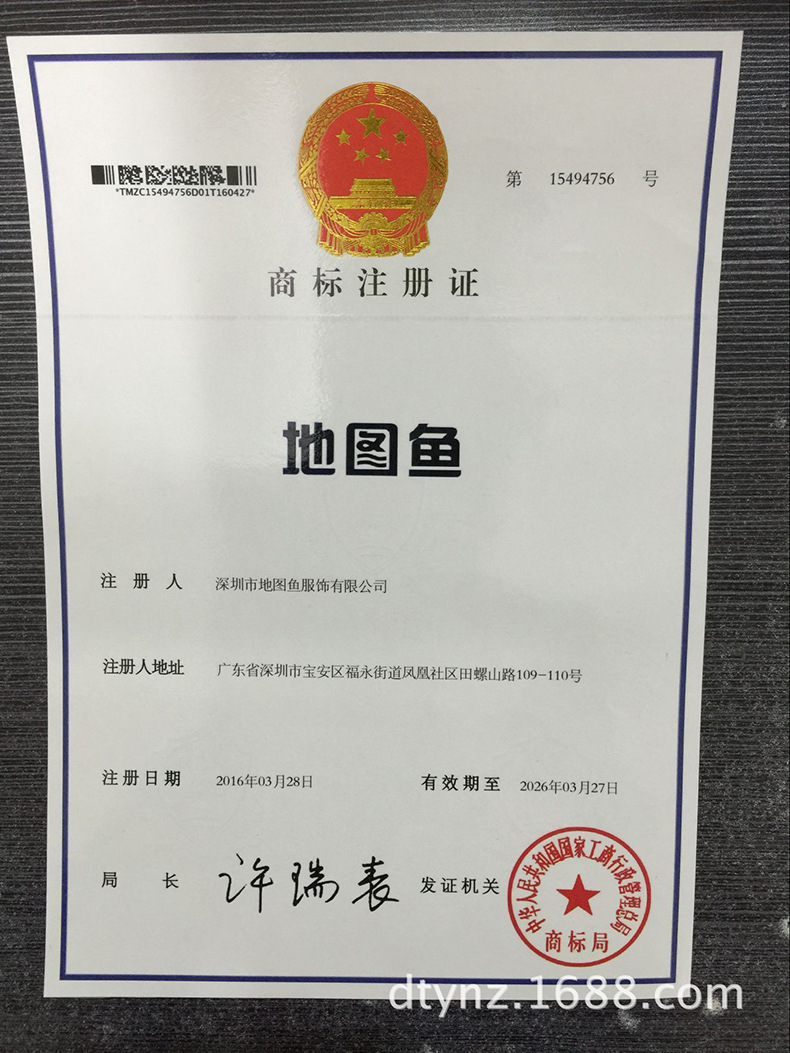 *TMZC15494756D01T160427*
第 15494756 号
商标注册证
地图鱼
注册人 深圳市地图鱼服饰有限公司
注册人地址 广东省深圳市宝安区福永街道凤凰社区田螺山路109-110号
注册日期 2016年03月28日 有效期至 2026年03月27日
局长 许瑞表 发证机关
中华人民共和国国家工商行政管理总局
商标局
dtynz.1688.com